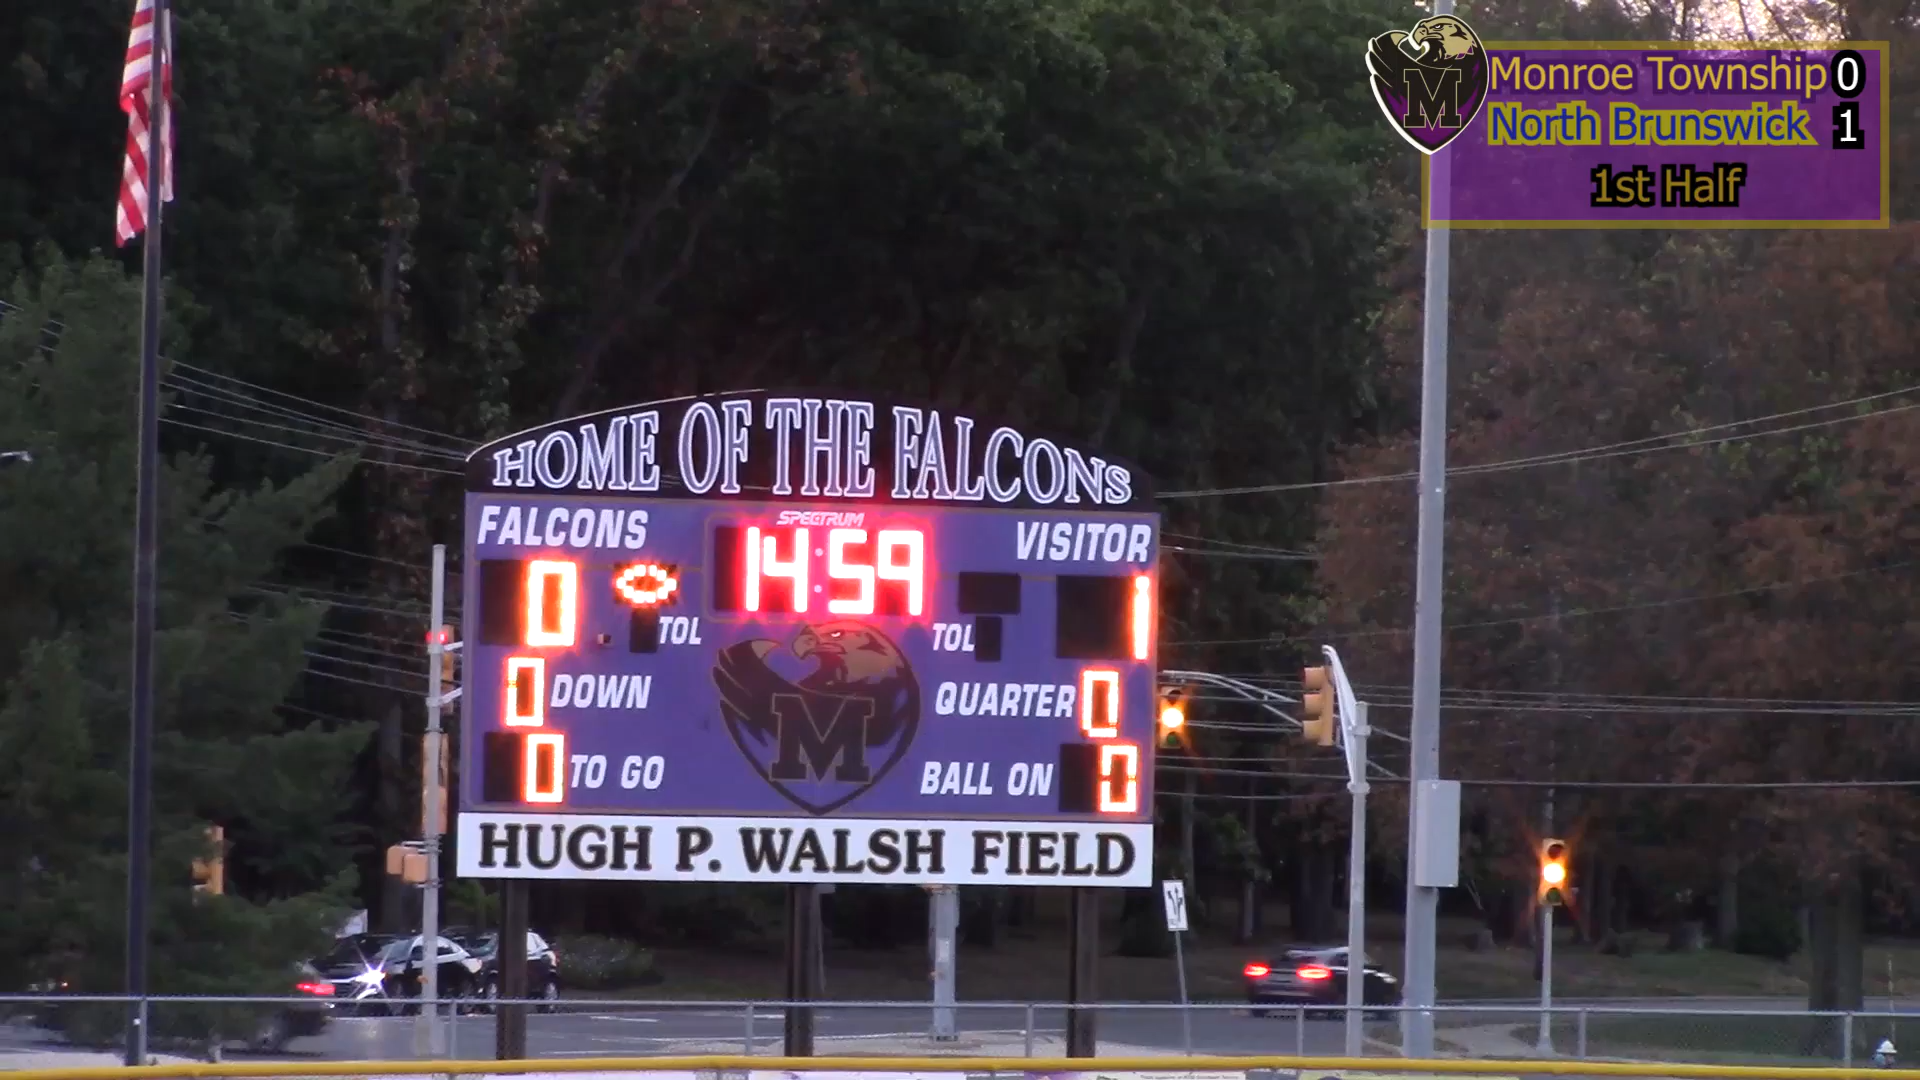 Monroe Township 0
North Brunswick 1
1st Half
M
HOME OF THE FALCONS
SPECTRUM
FALCONS 14:59 VISITOR
0 1
TOL TOL
0 DOWN QUARTER 0
M
0 TO GO BALL ON 0
HUGH P. WALSH FIELD